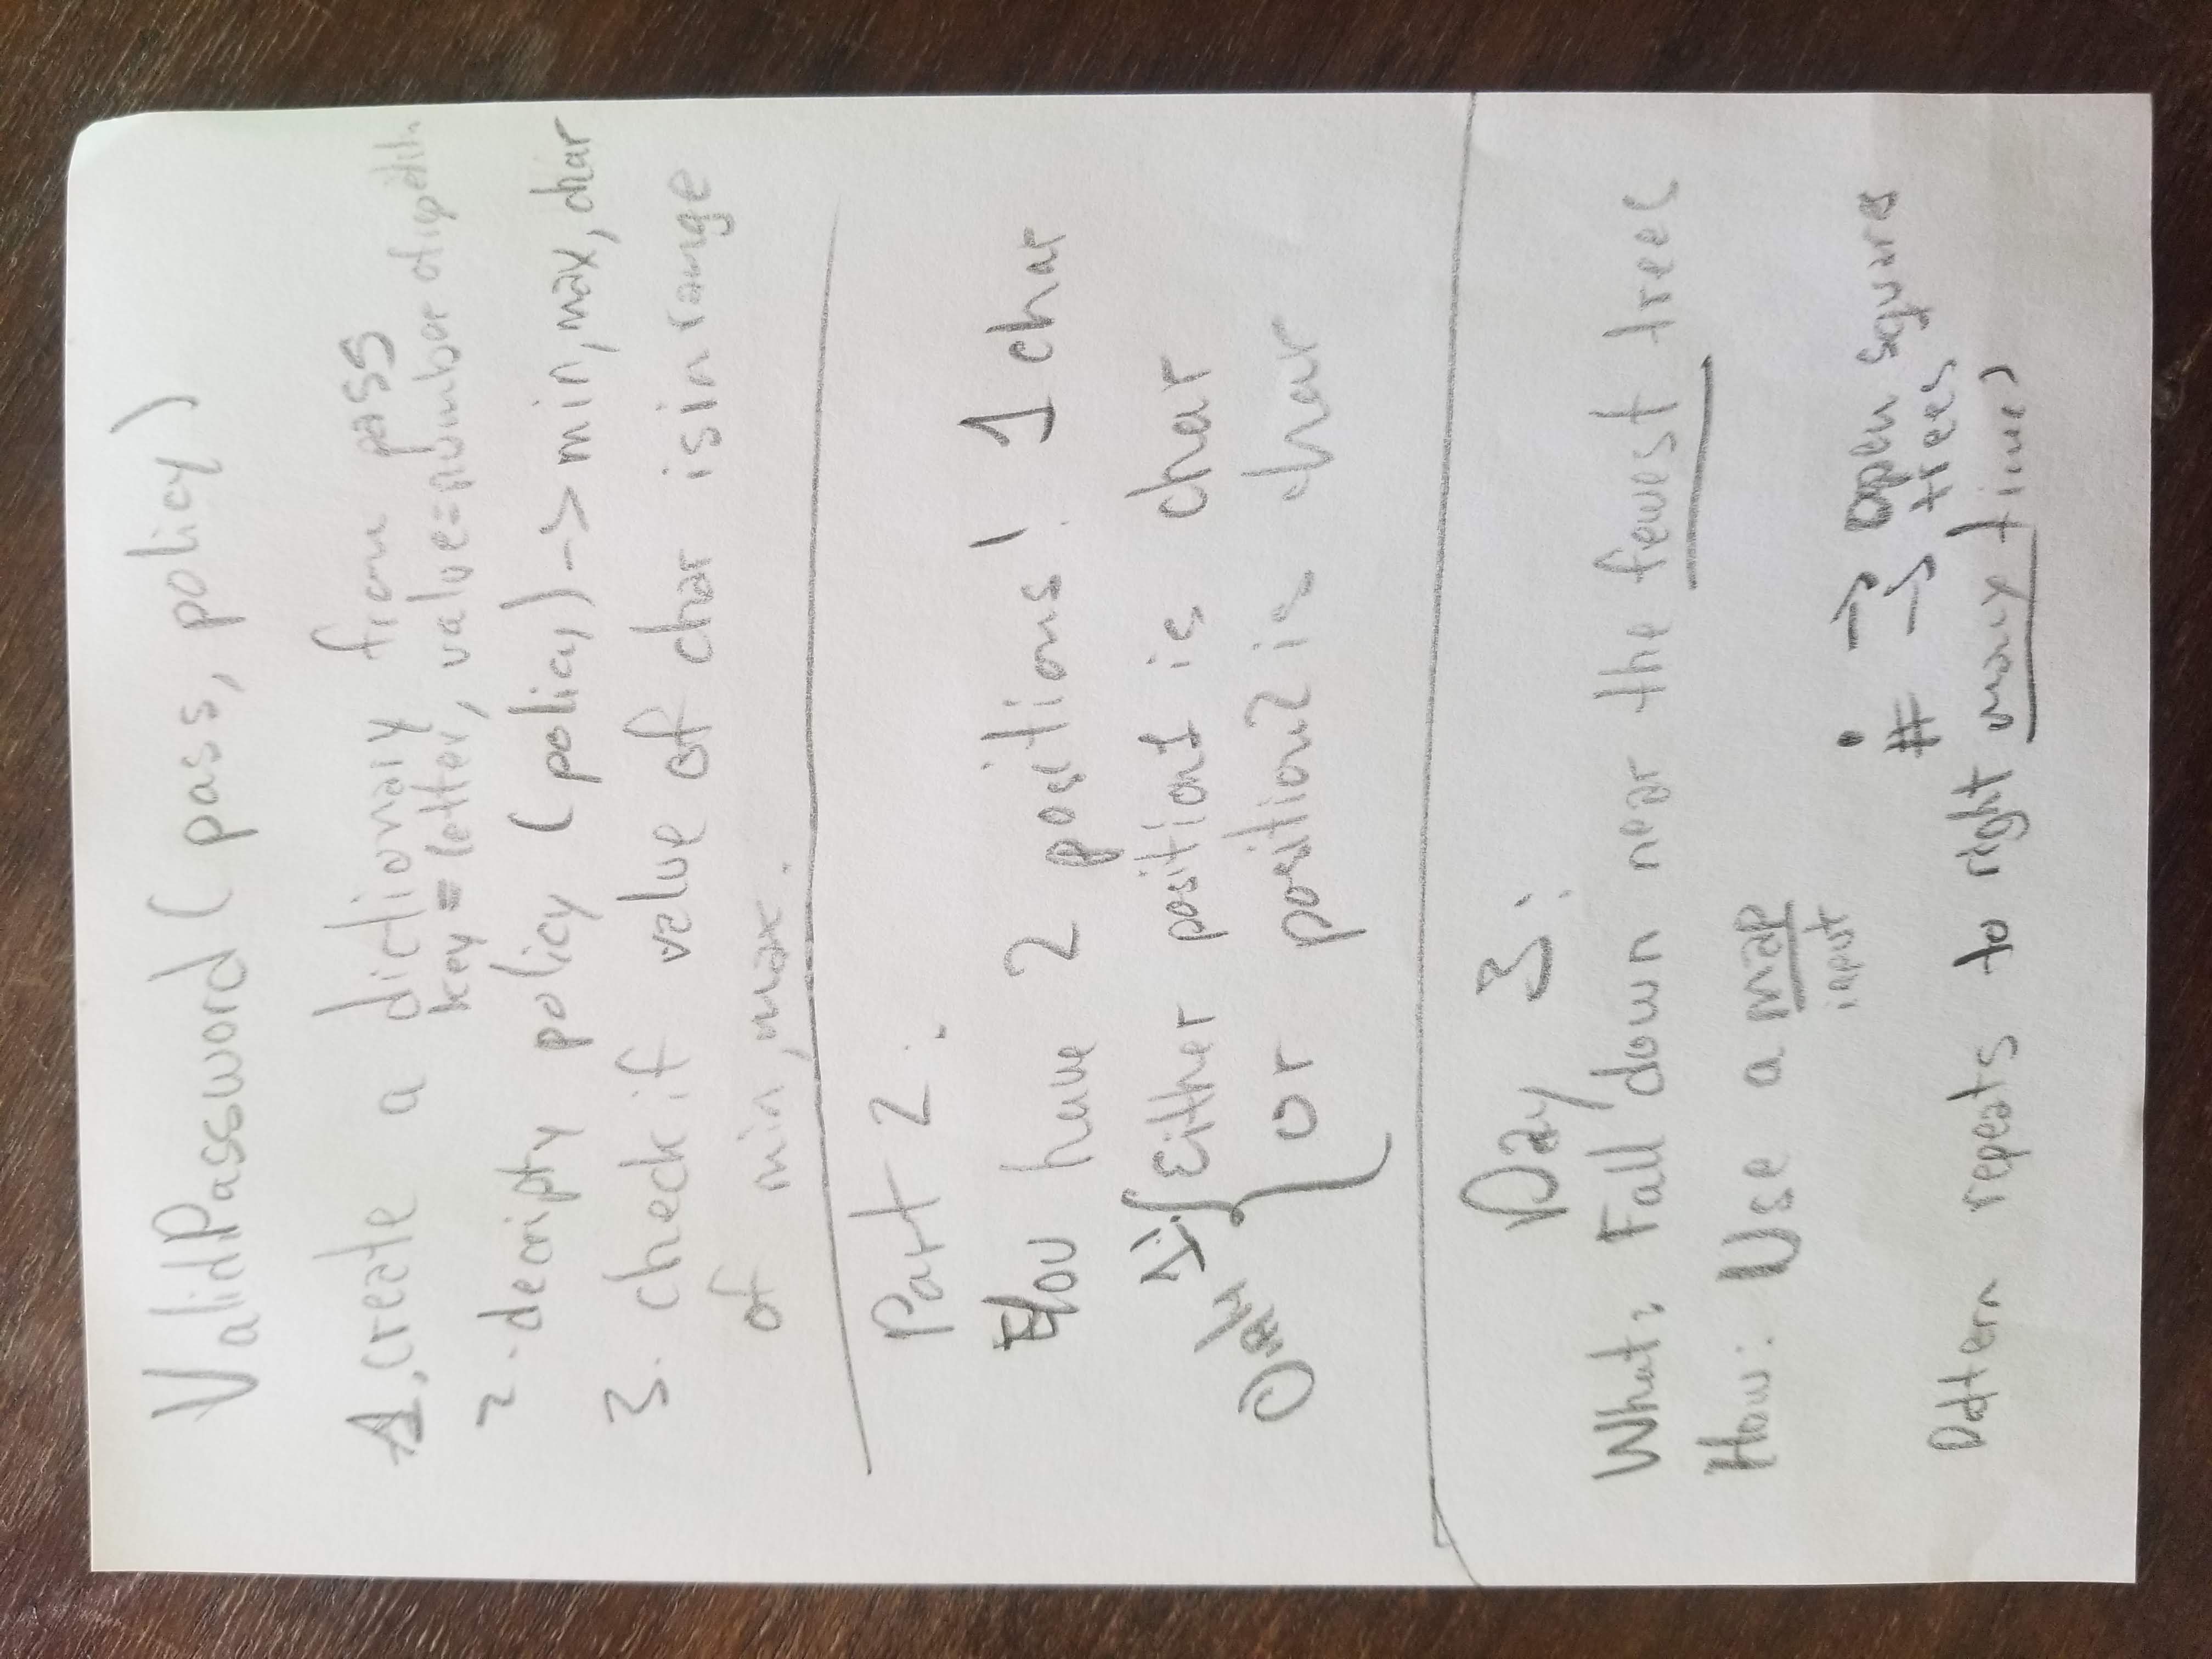 ValidPassword (pass, policy)
1. create a dictionary from pass
key = letter, value = number of
2. decripty policy (policy) -> min, max, char
3. check if value of char is in range
of min, max.
Part 2:
You have 2 positions! 1 char
Only 1!
{ Either position1 is char
or position2 is char
Day 3:
What: Fall down near the fewest trees
How: Use a map
input
. -> open squares
# -> trees
Pattern repeats to right many times